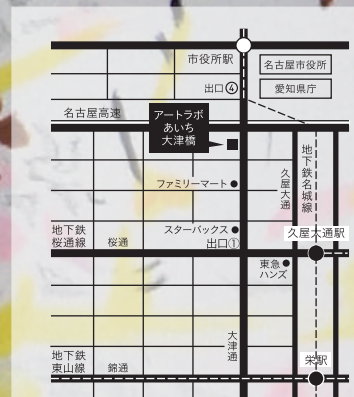 市役所駅
名古屋市役所
出口④
愛知県庁
名古屋高速
アートラボ
あいち
大津橋
地下鉄名城線
久屋大通
ファミリーマート
スターバックス
出口①
久屋大通駅
地下鉄
桜通線
桜通
東急
ハンズ
大津通
栄駅
地下鉄
東山線
錦通